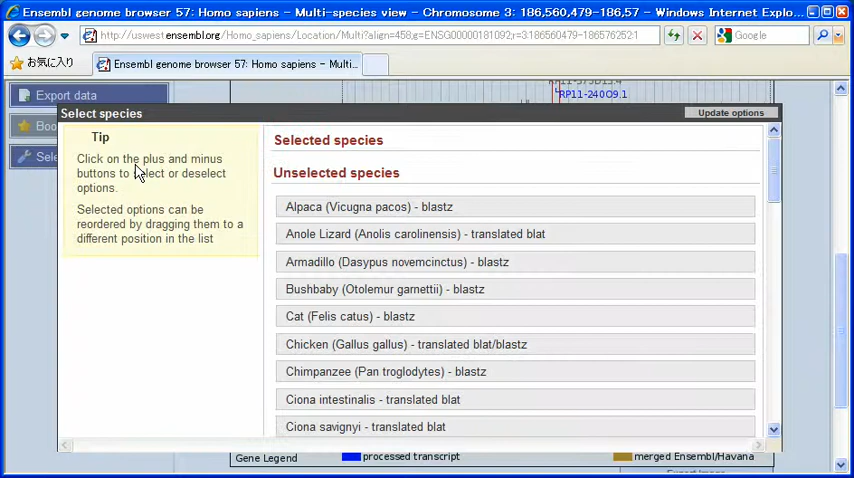 Ensembl genome browser 57: Homo sapiens - Multi-species view - Chromosome 3: 186,560,479-186,57 - Windows Internet Explo...
http://uswest.ensembl.org/Homo_sapiens/Location/Multi?align=458;g=ENSG00000181092;r=3:186560479-186576252;1
Google
お気に入り
Ensembl genome browser 57: Homo sapiens - Multi...
Export data
RP11-240O9.1
Select species
Update options
Tip
Click on the plus and minus
buttons to select or deselect
options.
Selected options can be
reordered by dragging them to a
different position in the list
Selected species
Unselected species
Alpaca (Vicugna pacos) - blastz
Anole Lizard (Anolis carolinensis) - translated blat
Armadillo (Dasypus novemcinctus) - blastz
Bushbaby (Otolemur garnettii) - blastz
Cat (Felis catus) - blastz
Chicken (Gallus gallus) - translated blat/blastz
Chimpanzee (Pan troglodytes) - blastz
Ciona intestinalis - translated blat
Ciona savignyi - translated blat
Gene Legend
processed transcript
merged Ensembl/Havana